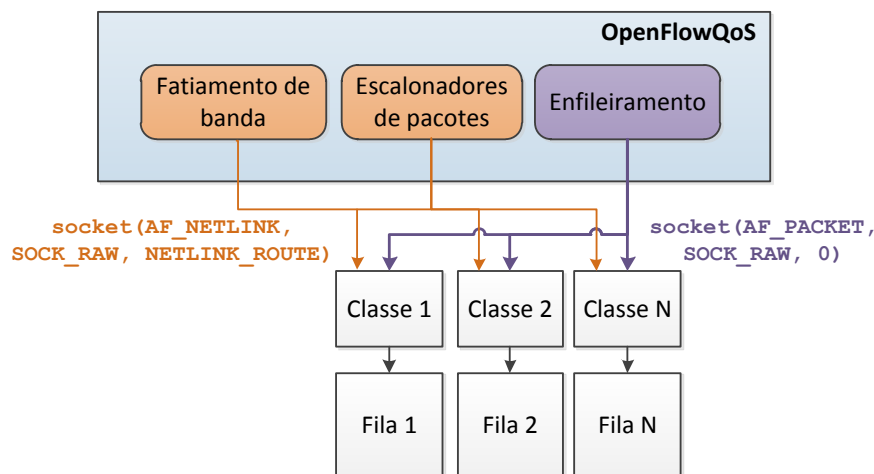 OpenFlowQoS
Fatiamento de
banda
Escalonadores
de pacotes
Enfileiramento
socket(AF_NETLINK,
SOCK_RAW, NETLINK_ROUTE)
socket(AF_PACKET,
SOCK_RAW, 0)
Classe 1
Classe 2
Classe N
Fila 1
Fila 2
Fila N